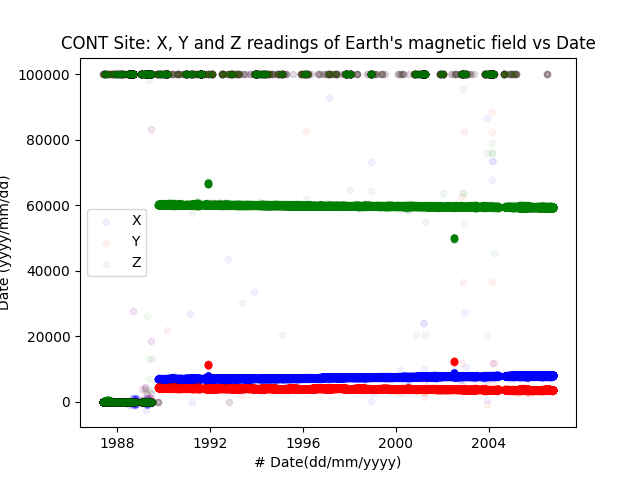 CONT Site: X, Y and Z readings of Earth's magnetic field vs Date
100000
80000
60000
40000
20000
0
Date (yyyy/mm/dd)
X
Y
Z
1988
1992
1996
2000
2004
# Date(dd/mm/yyyy)